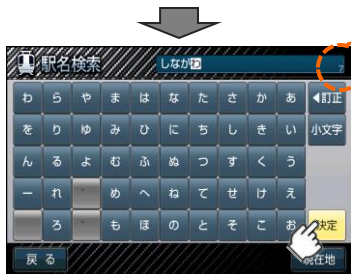 駅名検索 しながわ 7
わ ら や ま は な た さ か あ ◀訂正
を り ゆ み ひ に ち し き い 小文字
ん る よ む ふ ぬ つ す く う
ー れ ゛ め へ ね て せ け え
ろ ゜ も ほ の と そ こ お 決定
戻る 現在地